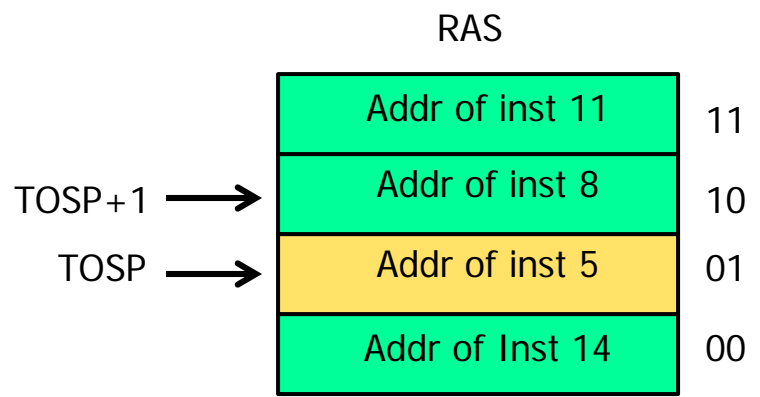 RAS
Addr of inst 11 11
TOSP+1 Addr of inst 8 10
TOSP Addr of inst 5 01
Addr of Inst 14 00